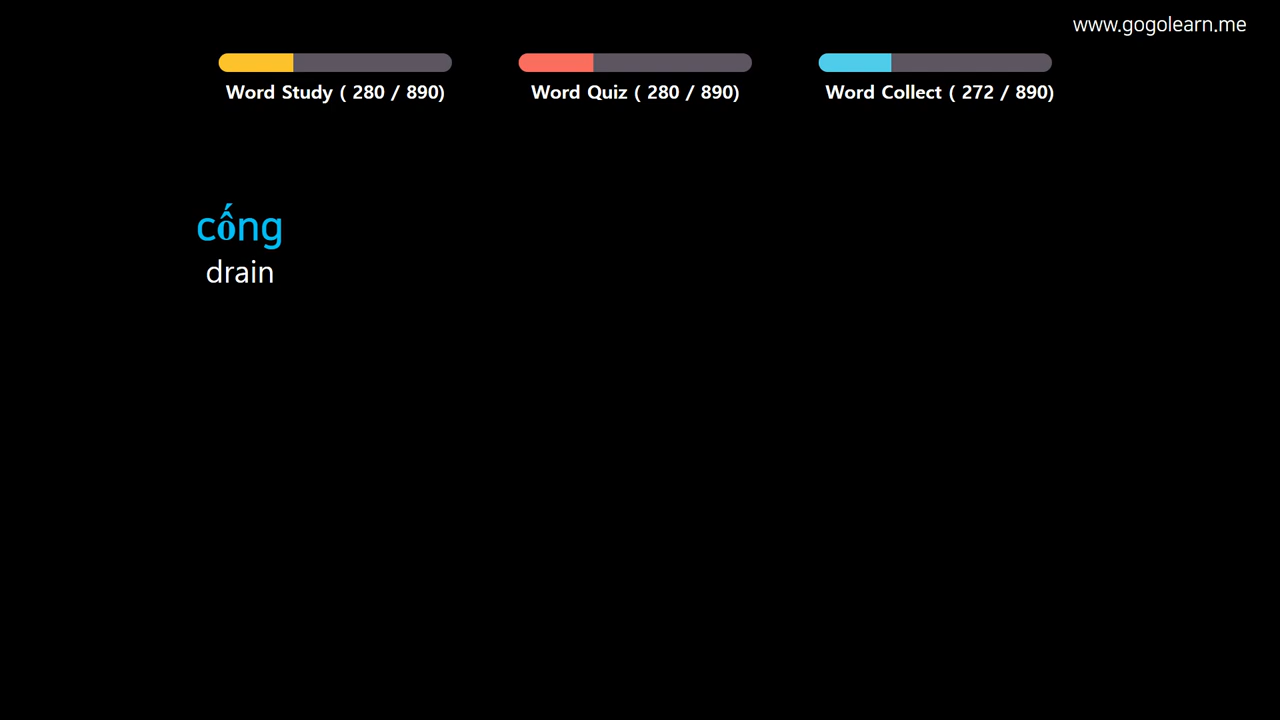 www.gogolearn.me
Word Study ( 280 / 890)
Word Quiz ( 280 / 890)
Word Collect ( 272 / 890)
cống
drain